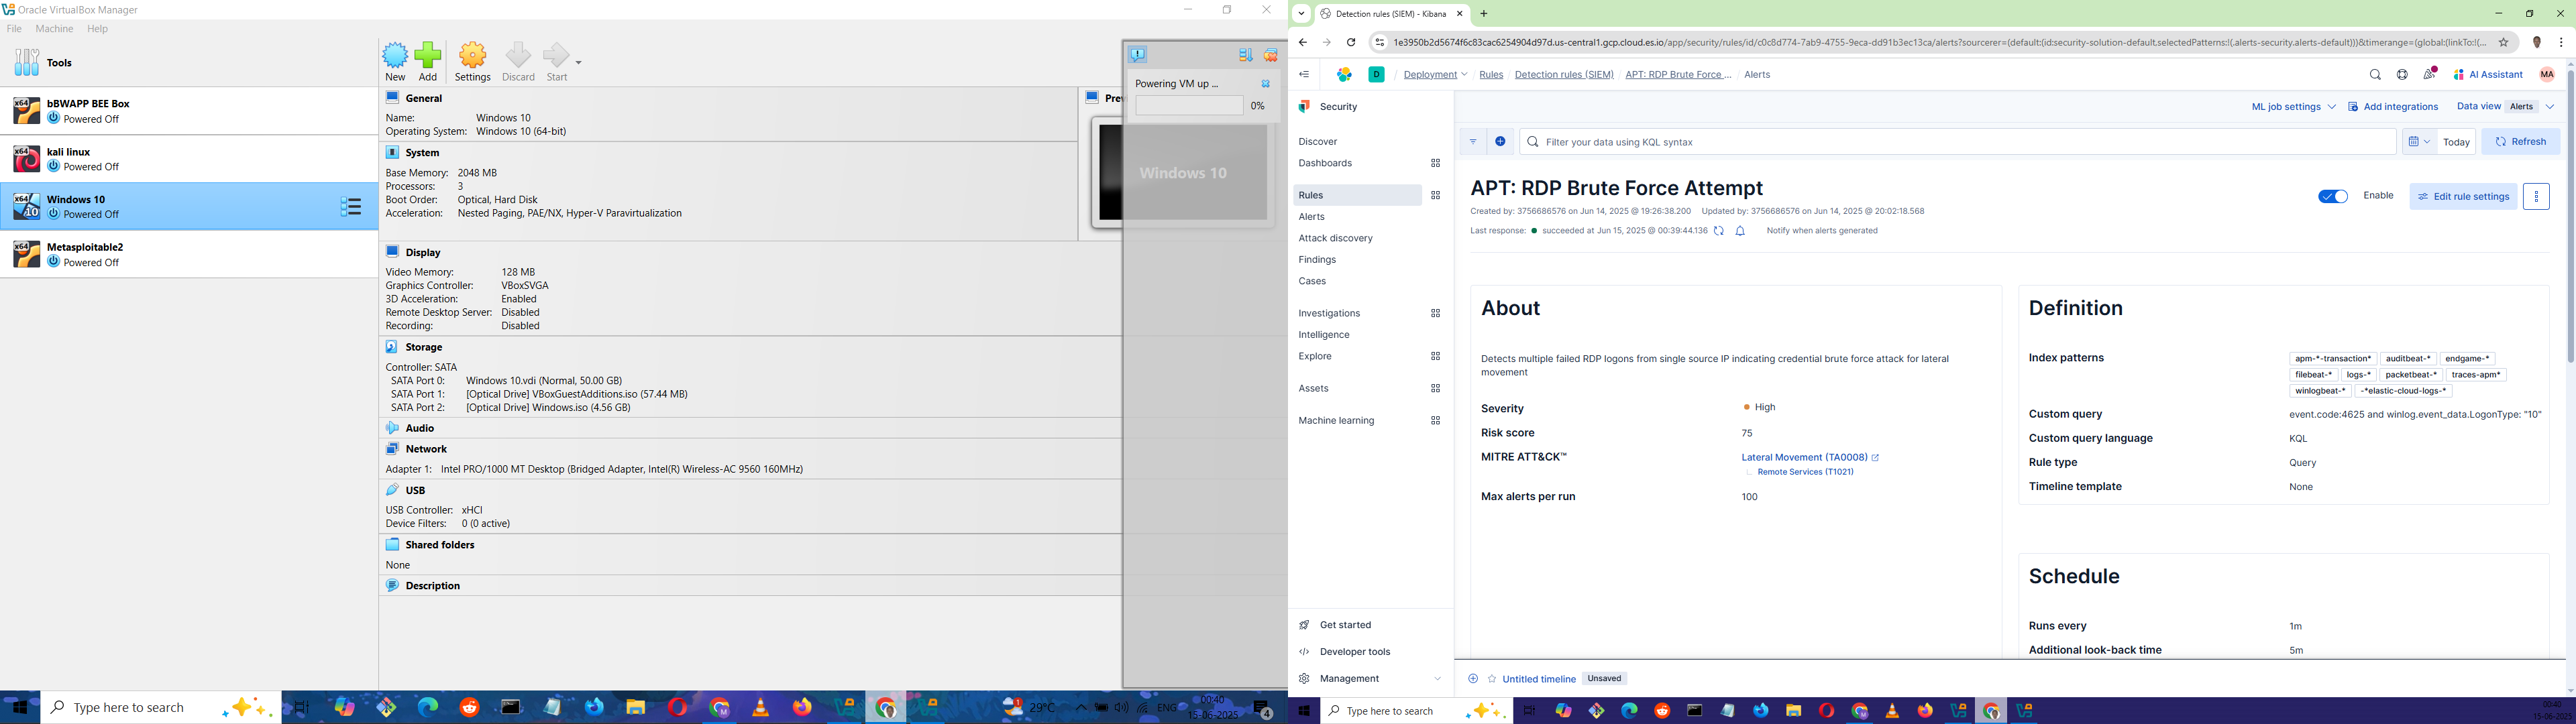 Oracle VirtualBox Manager
File Machine Help
Tools
New Add Settings Discard Start
bBWAPP BEE Box
Powered Off
kali linux
Powered Off
Windows 10
Powered Off
Metasploitable2
Powered Off
General
Name: Windows 10
Operating System: Windows 10 (64-bit)
System
Base Memory: 2048 MB
Processors: 3
Boot Order: Optical, Hard Disk
Acceleration: Nested Paging, PAE/NX, Hyper-V Paravirtualization
Display
Video Memory: 128 MB
Graphics Controller: VBoxSVGA
3D Acceleration: Enabled
Remote Desktop Server: Disabled
Recording: Disabled
Storage
Controller: SATA
SATA Port 0: Windows 10.vdi (Normal, 50.00 GB)
SATA Port 1: [Optical Drive] VBoxGuestAdditions.iso (57.44 MB)
SATA Port 2: [Optical Drive] Windows.iso (4.56 GB)
Audio
Network
Adapter 1: Intel PRO/1000 MT Desktop (Bridged Adapter, Intel(R) Wireless-AC 9560 160MHz)
USB
USB Controller: xHCI
Device Filters: 0 (0 active)
Shared folders
None
Description
Prev
Windows 10
Powering VM up ...
0%
Type here to search
29°C
ENG
00:40
15-06-2025
4
Detection rules (SIEM) - Kibana
1e3950b2d5674f6c83cac6254904d97d.us-central1.gcp.cloud.es.io/app/security/rules/id/c0c8d774-7ab9-4755-9eca-dd91b3ec13ca/alerts?sourcerer=(default:(id:security-solution-default,selectedPatterns:!(.alerts-security.alerts-default)))&timerange=(global:(linkTo:!(...
D / Deployment / Rules / Detection rules (SIEM) / APT: RDP Brute Force ... / Alerts
AI Assistant
MA
Security
ML job settings Add integrations Data view Alerts
Discover
Dashboards
Rules
Alerts
Attack discovery
Findings
Cases
Investigations
Intelligence
Explore
Assets
Machine learning
Get started
Developer tools
Management
Filter your data using KQL syntax
Today
Refresh
APT: RDP Brute Force Attempt
Enable
Edit rule settings
Created by: 3756686576 on Jun 14, 2025 @ 19:26:38.200 Updated by: 3756686576 on Jun 14, 2025 @ 20:02:18.568
Last response: succeeded at Jun 15, 2025 @ 00:39:44.136 Notify when alerts generated
About
Detects multiple failed RDP logons from single source IP indicating credential brute force attack for lateral
movement
Severity High
Risk score 75
MITRE ATT&CK™ Lateral Movement (TA0008)
Remote Services (T1021)
Max alerts per run 100
Definition
Index patterns apm-*-transaction* auditbeat-* endgame-*
filebeat-* logs-* packetbeat-* traces-apm*
winlogbeat-* -*elastic-cloud-logs-*
Custom query event.code:4625 and winlog.event_data.LogonType: "10"
Custom query language KQL
Rule type Query
Timeline template None
Schedule
Runs every 1m
Additional look-back time 5m
Untitled timeline Unsaved
Type here to search
00:40